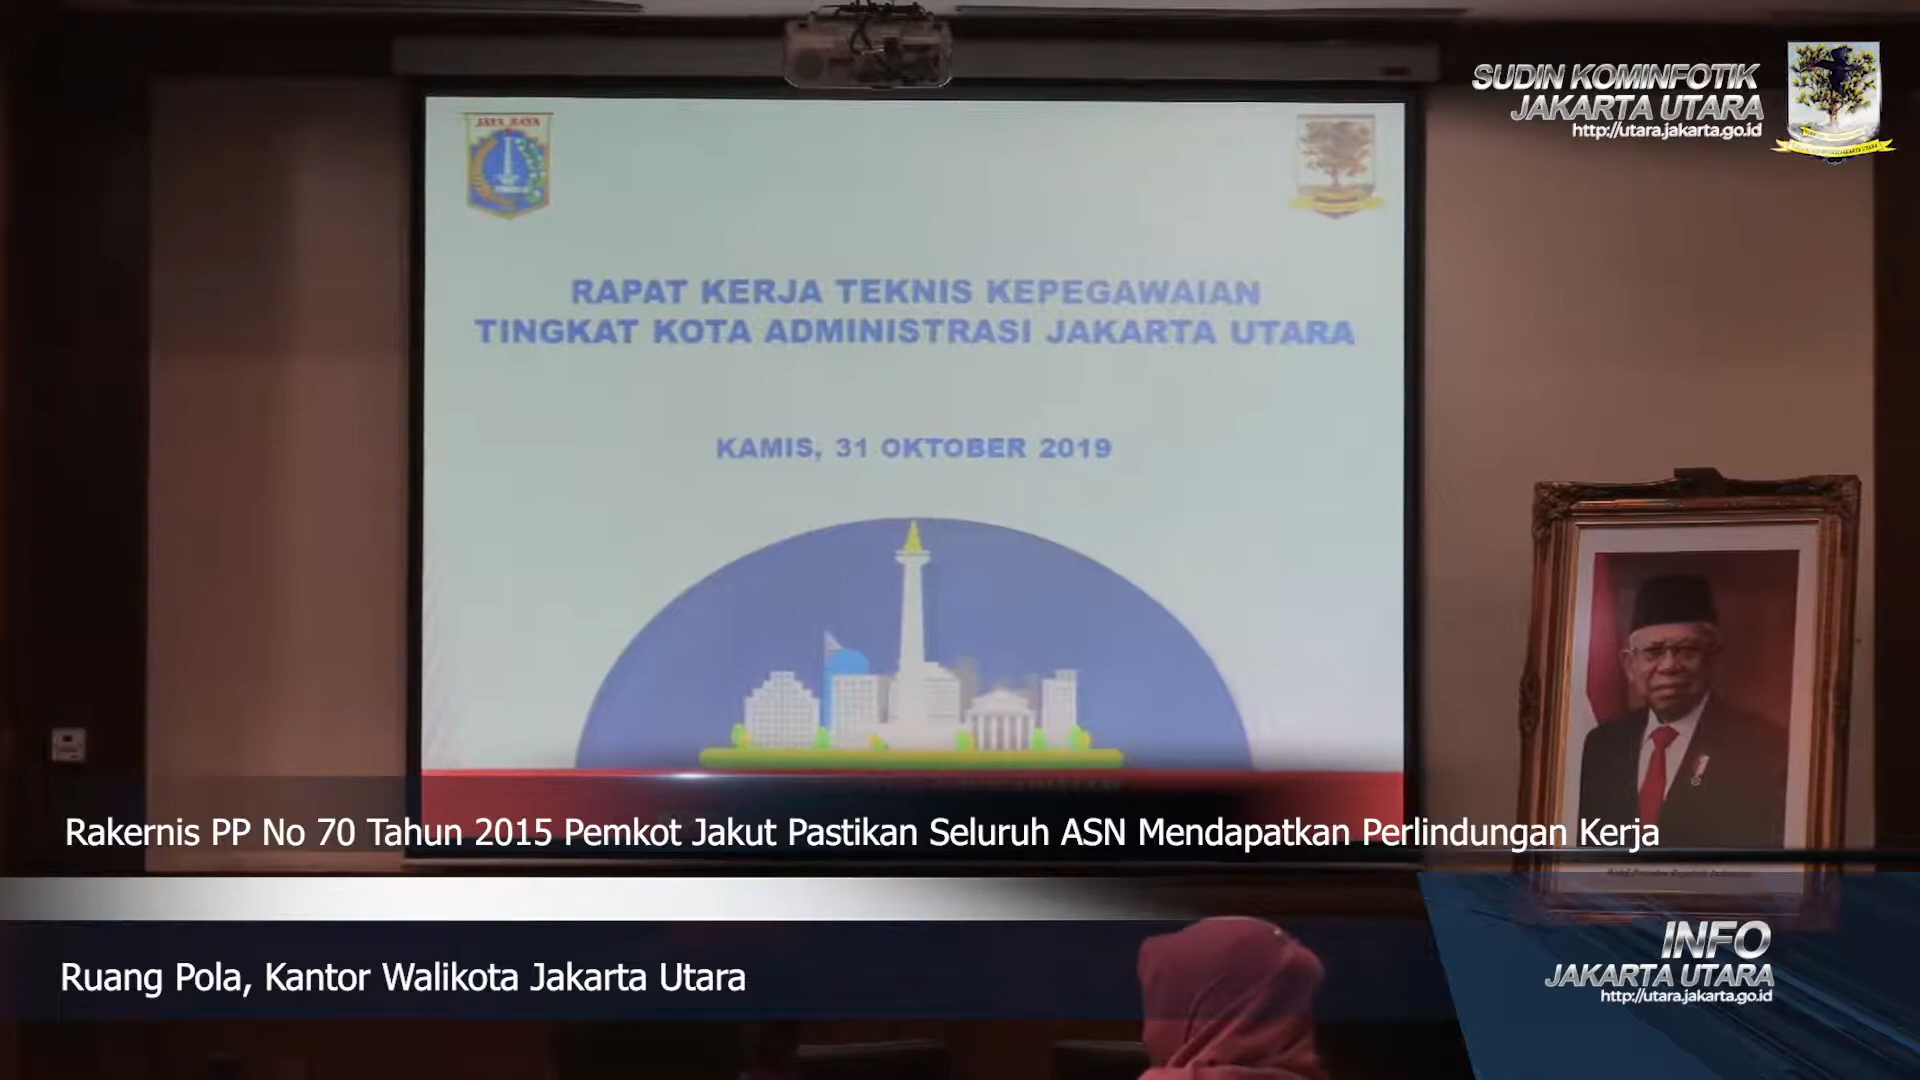 SUDIN KOMINFOTIK
JAKARTA UTARA
http://utara.jakarta.go.id
JAYA RAYA
RAPAT KERJA TEKNIS KEPEGAWAIAN
TINGKAT KOTA ADMINISTRASI JAKARTA UTARA
KAMIS, 31 OKTOBER 2019
Rakernis PP No 70 Tahun 2015 Pemkot Jakut Pastikan Seluruh ASN Mendapatkan Perlindungan Kerja
Ruang Pola, Kantor Walikota Jakarta Utara
INFO
JAKARTA UTARA
http://utara.jakarta.go.id